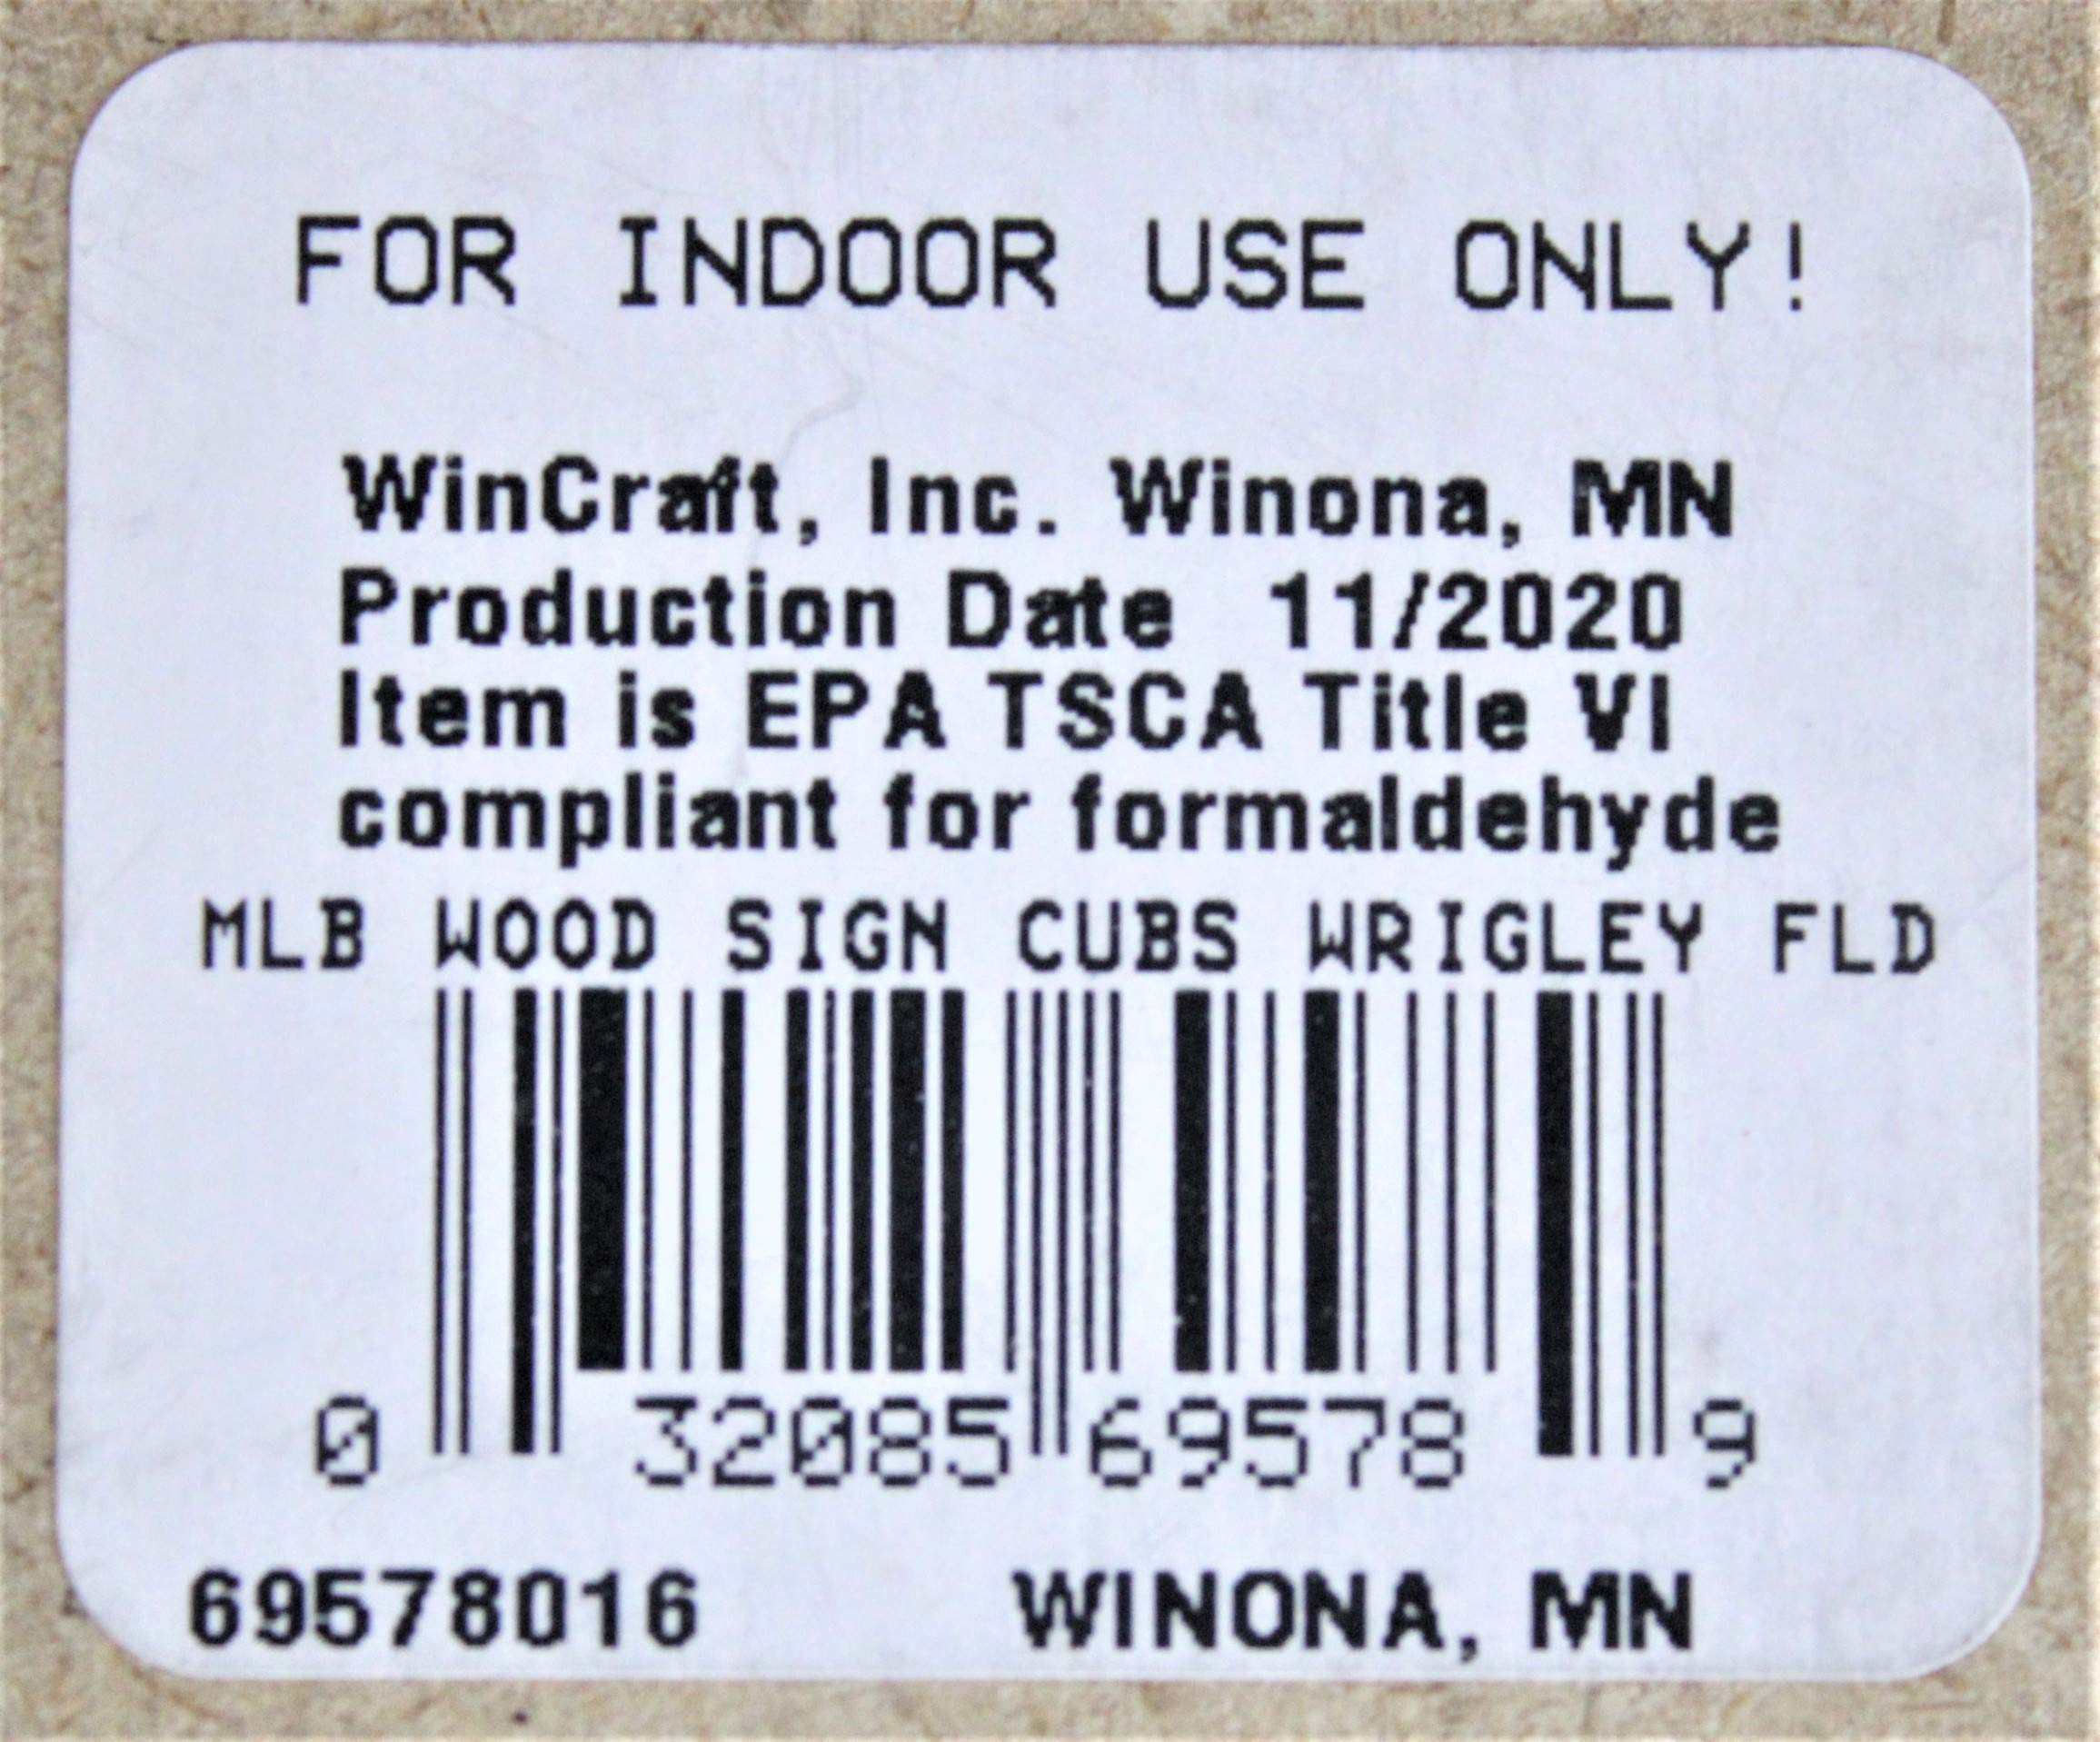 FOR INDOOR USE ONLY!
WinCraft, Inc. Winona, MN
Production Date 11/2020
Item is EPA TSCA Title VI
compliant for formaldehyde
MLB WOOD SIGN CUBS WRIGLEY FLD
0 32085 69578 9
69578016 WINONA, MN